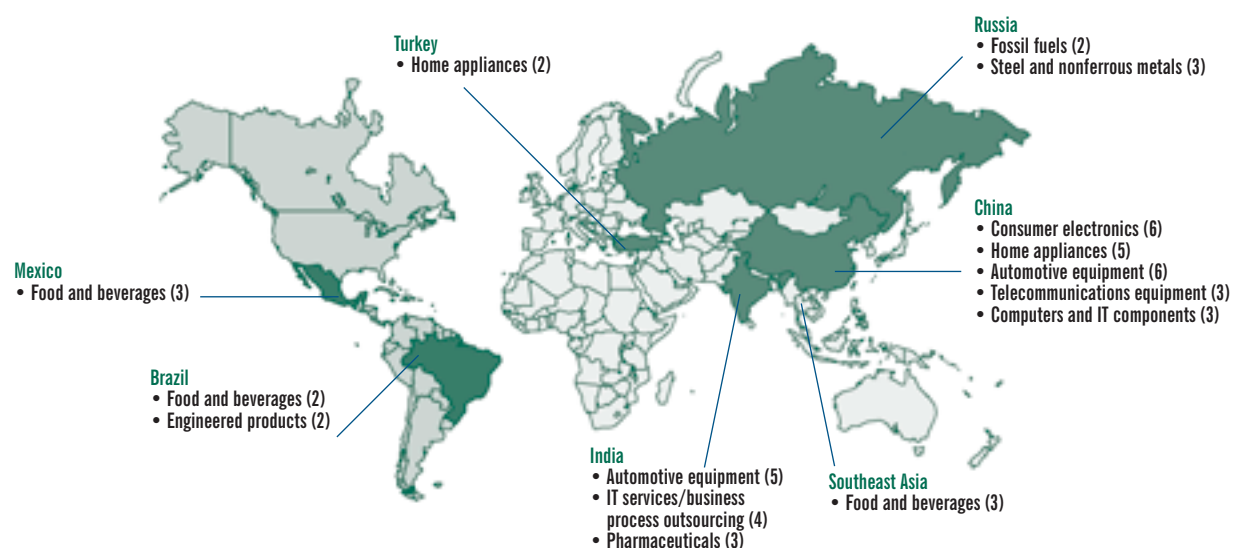 Russia
• Fossil fuels (2)
• Steel and nonferrous metals (3)
Turkey
• Home appliances (2)
China
• Consumer electronics (6)
• Home appliances (5)
• Automotive equipment (6)
• Telecommunications equipment (3)
• Computers and IT components (3)
Mexico
• Food and beverages (3)
Brazil
• Food and beverages (2)
• Engineered products (2)
India
• Automotive equipment (5)
• IT services/business
process outsourcing (4)
• Pharmaceuticals (3)
Southeast Asia
• Food and beverages (3)